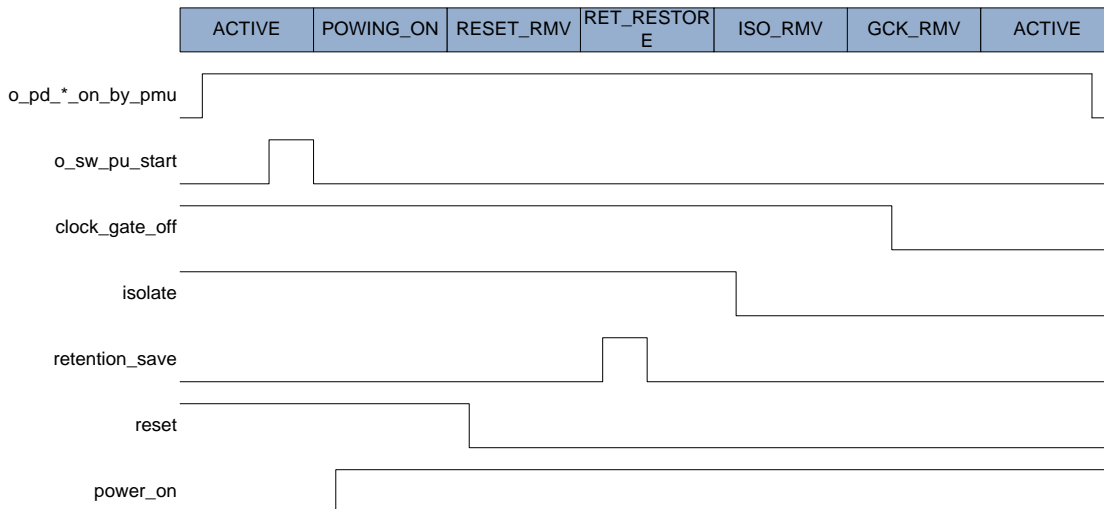 ACTIVE
POWING_ON
RESET_RMV
RET_RESTOR
E
ISO_RMV
GCK_RMV
ACTIVE
o_pd_*_on_by_pmu
o_sw_pu_start
clock_gate_off
isolate
retention_save
reset
power_on